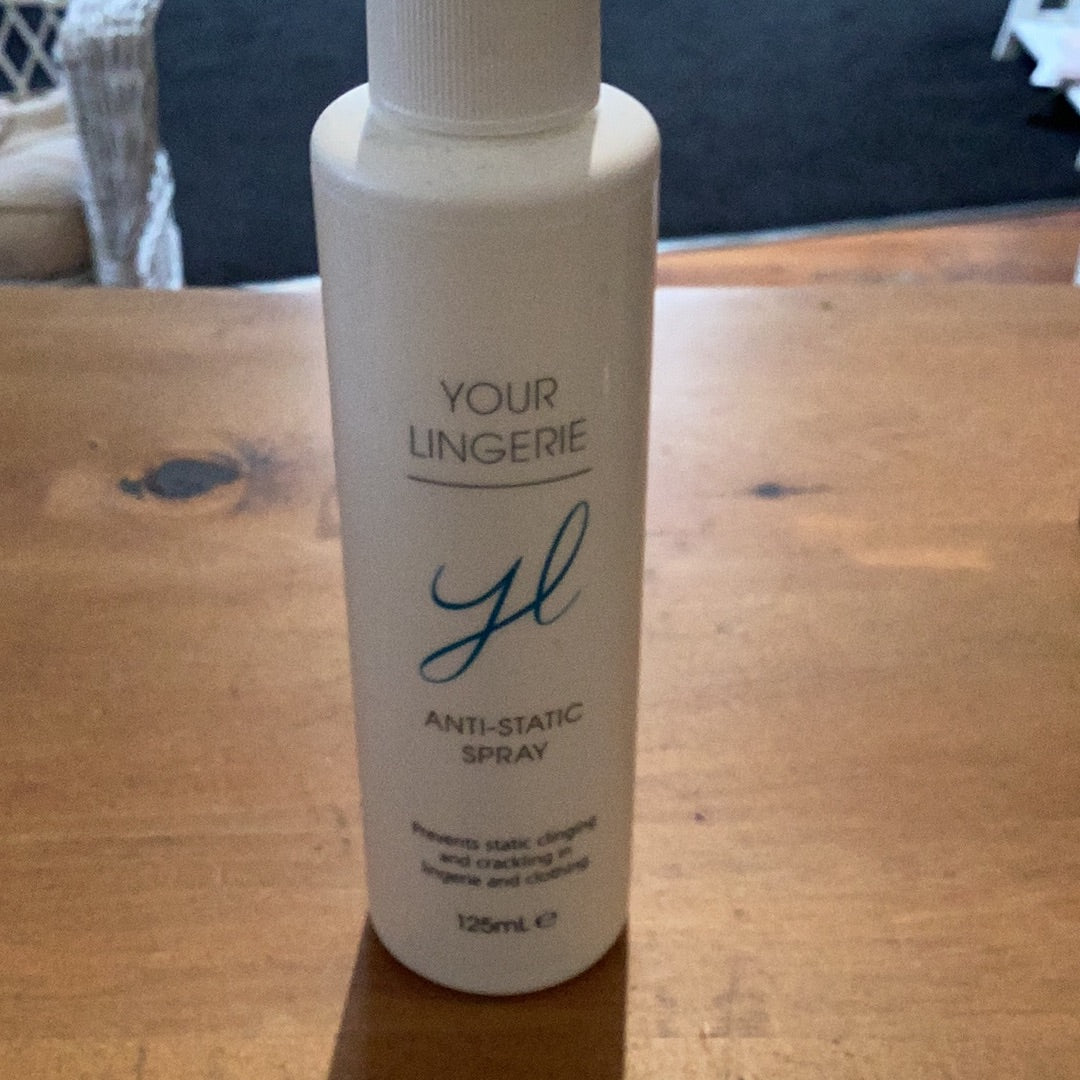 YOUR
LINGERIE
yl
ANTI-STATIC
SPRAY
Prevents static clinging
and crackling in
lingerie and clothing
125mL ℮